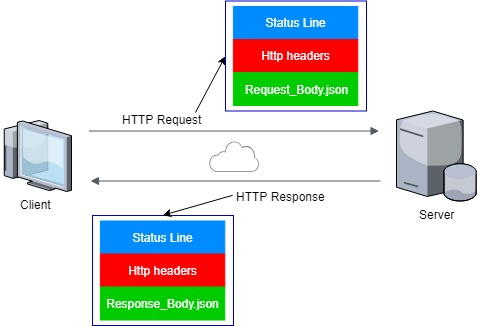 Status Line
Http headers
Request_Body.json
HTTP Request
Client
Server
HTTP Response
Status Line
Http headers
Response_Body.json